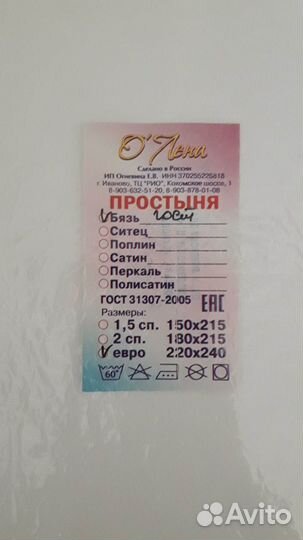 О'Лена
Сделано в России
ИП Огневина Е.В. ИНН 370255225818
г. Иваново, ТЦ "РИО", Кохомское шоссе, 1
8-903-632-51-20, 8-903-878-01-08
ПРОСТЫНЯ
Бязь гост
Ситец
Поплин
Сатин
Перкаль
Полисатин
ГОСТ 31307-2005 ЕАС
Размеры:
1,5 сп. 150х215
2 сп. 180х215
евро 220х240
60°
Avito